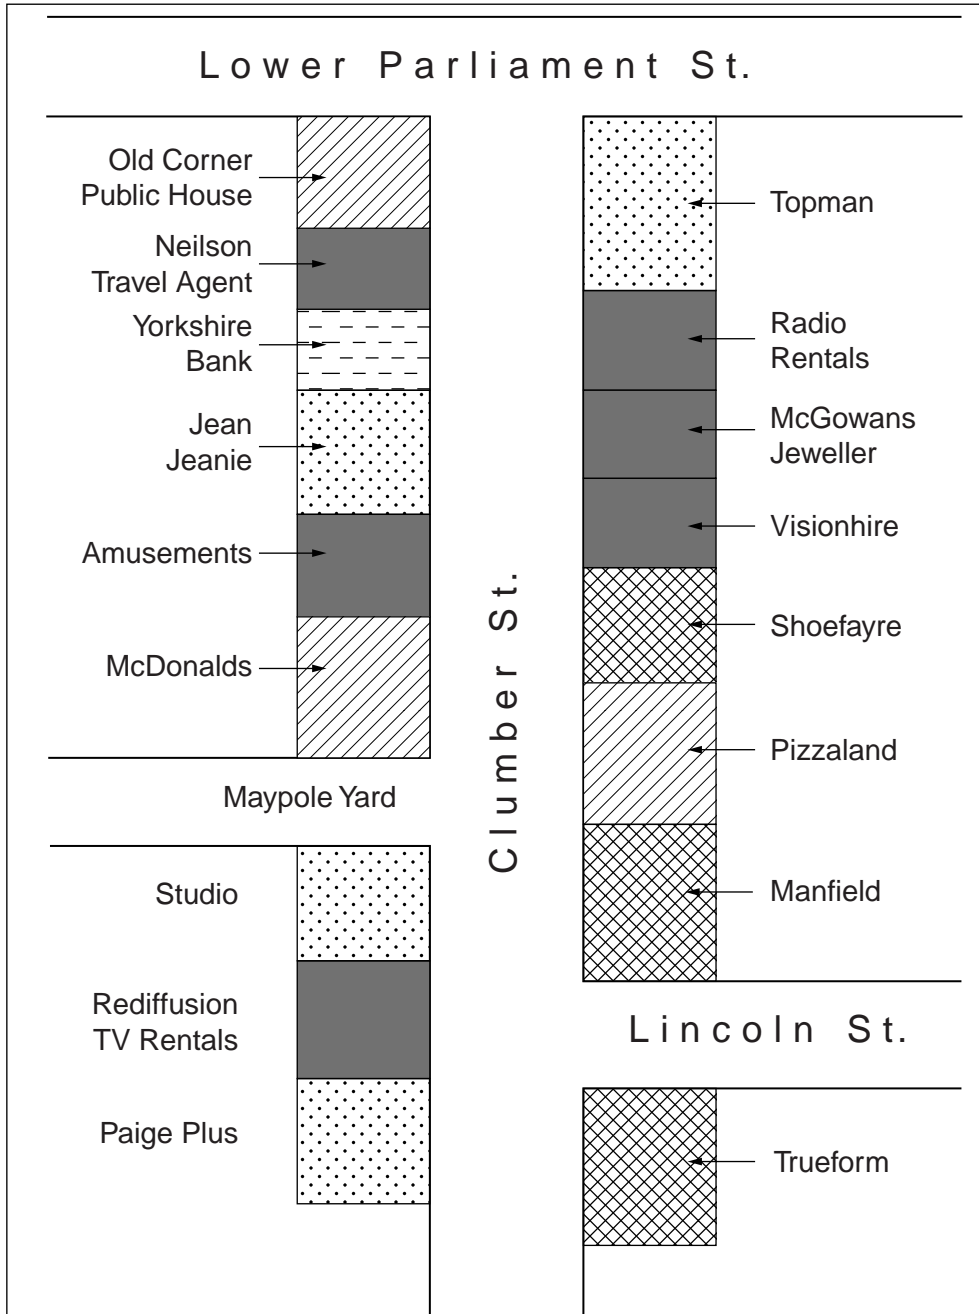 Lower Parliament St.
Old Corner
Public House
Neilson
Travel Agent
Yorkshire
Bank
Jean
Jeanie
Amusements
McDonalds
Maypole Yard
Studio
Rediffusion
TV Rentals
Paige Plus
Clumber St.
Topman
Radio
Rentals
McGowans
Jeweller
Visionhire
Shoefayre
Pizzaland
Manfield
Lincoln St.
Trueform